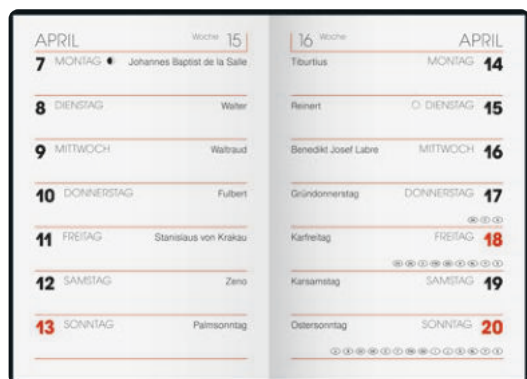 APRIL Woche 15
7 MONTAG Johannes Baptist de la Salle
8 DIENSTAG Walter
9 MITTWOCH Waltraud
10 DONNERSTAG Fulbert
11 FREITAG Stanislaus von Krakau
12 SAMSTAG Zeno
13 SONNTAG Palmsonntag
16 Woche APRIL
Tiburtius MONTAG 14
Reinert DIENSTAG 15
Benedikt Josef Labre MITTWOCH 16
Gründonnerstag DONNERSTAG 17
Karfreitag FREITAG 18
Karsamstag SAMSTAG 19
Ostersonntag SONNTAG 20